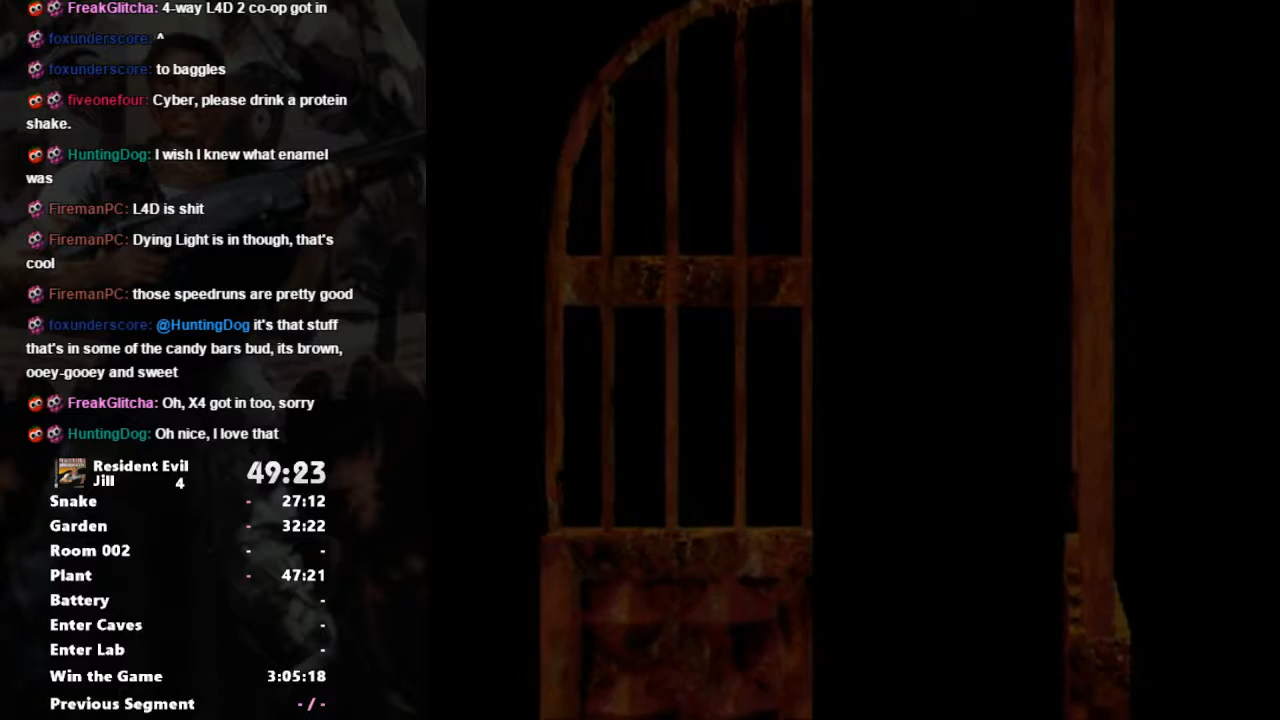 FreakGlitcha: 4-way L4D 2 co-op got in
foxunderscore: ^
foxunderscore: to baggles
fiveonefour: Cyber, please drink a protein
shake.
HuntingDog: I wish I knew what enamel
was
FiremanPC: L4D is shit
FiremanPC: Dying Light is in though, that's
cool
FiremanPC: those speedruns are pretty good
foxunderscore: @HuntingDog it's that stuff
that's in some of the candy bars bud, its brown,
ooey-gooey and sweet
FreakGlitcha: Oh, X4 got in too, sorry
HuntingDog: Oh nice, I love that
Resident Evil 49:23
Jill 4
Snake - 27:12
Garden - 32:22
Room 002 - -
Plant - 47:21
Battery -
Enter Caves -
Enter Lab -
Win the Game 3:05:18
Previous Segment - / -